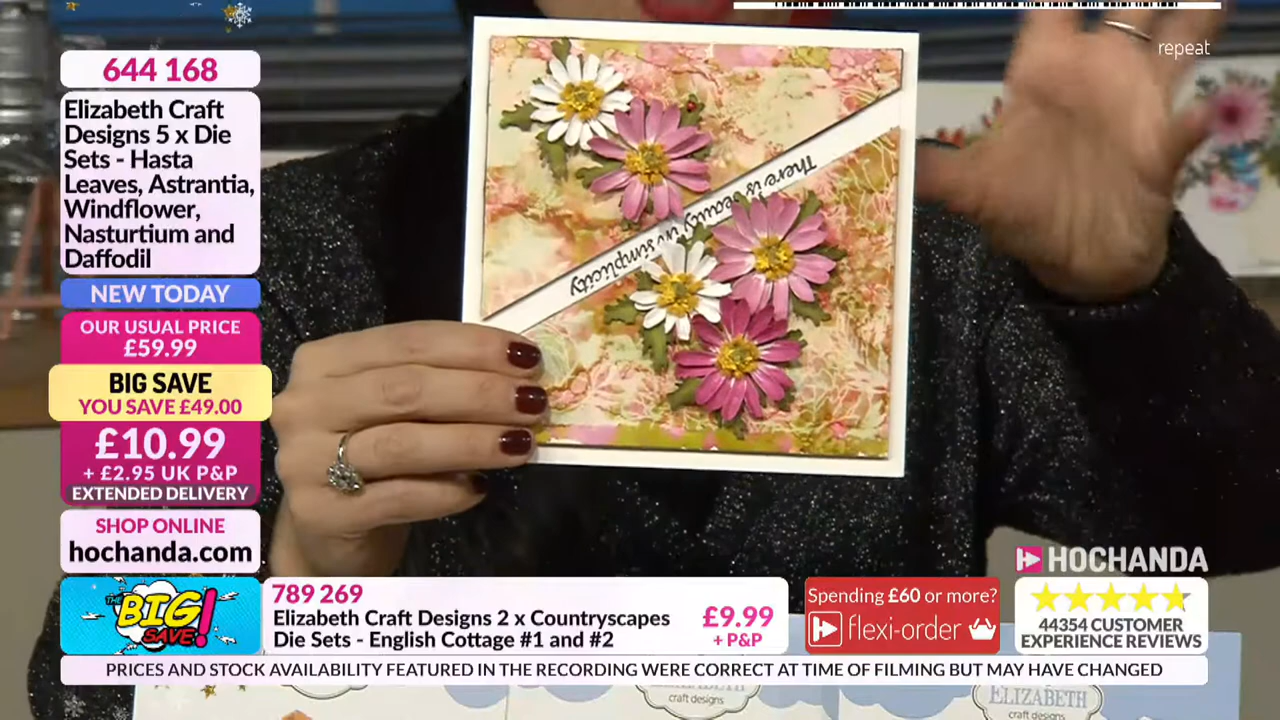 repeat
644 168
Elizabeth Craft
Designs 5 x Die
Sets - Hasta
Leaves, Astrantia,
Windflower,
Nasturtium and
Daffodil
NEW TODAY
OUR USUAL PRICE
£59.99
BIG SAVE
YOU SAVE £49.00
£10.99
+ £2.95 UK P&P
EXTENDED DELIVERY
SHOP ONLINE
hochanda.com
There is beauty in simplicity
HOCHANDA
THE BIG SAVE!
789 269
Elizabeth Craft Designs 2 x Countryscapes
Die Sets - English Cottage #1 and #2
£9.99
+ P&P
Spending £60 or more?
flexi-order
44354 CUSTOMER
EXPERIENCE REVIEWS
PRICES AND STOCK AVAILABILITY FEATURED IN THE RECORDING WERE CORRECT AT TIME OF FILMING BUT MAY HAVE CHANGED
craft designs
ELIZABETH
craft designs